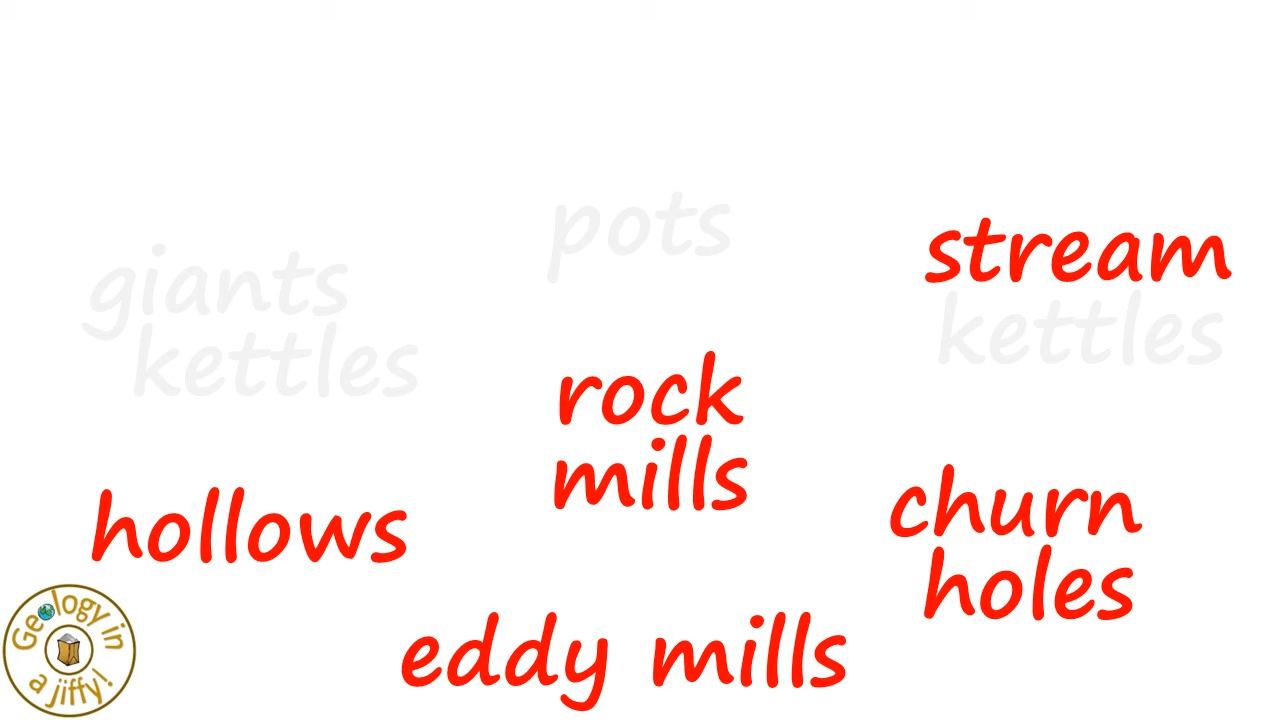 pots
stream
kettles
giants
kettles
rock
mills
hollows
churn
holes
eddy mills
Geology in
a jiffy!